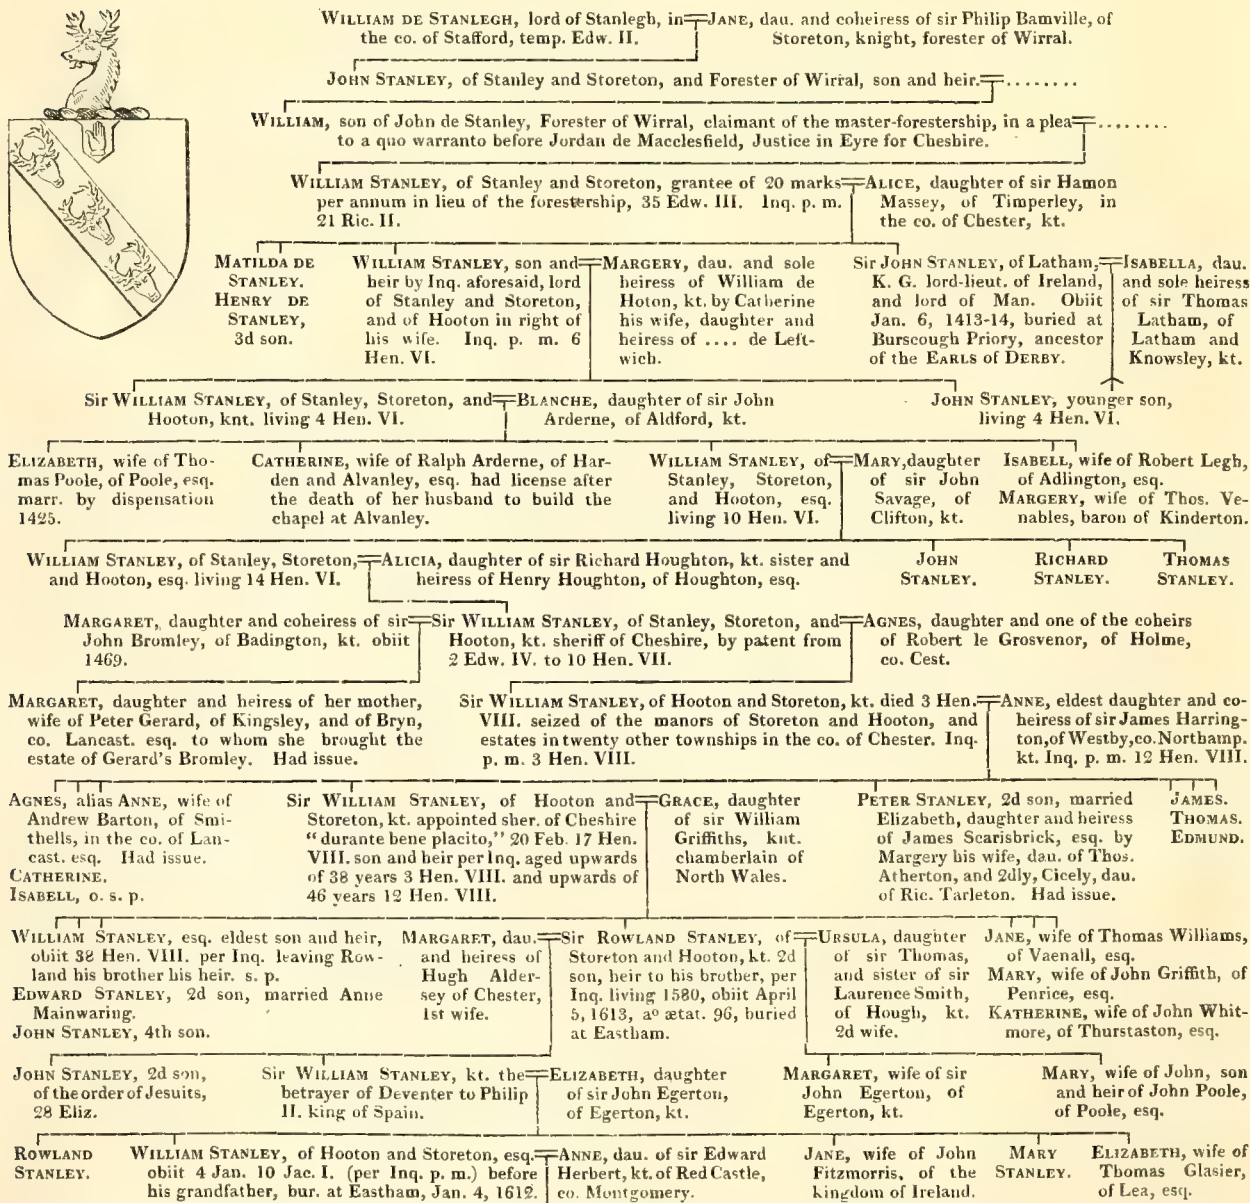 WILLIAM DE STANLEGH, lord of Stanlegh, in
the co. of Stafford, temp. Edw. II.
JANE, dau. and coheiress of sir Philip Bamville, of
Storeton, knight, forester of Wirral.
JOHN STANLEY, of Stanley and Storeton, and Forester of Wirral, son and heir. ........
WILLIAM, son of John de Stanley, Forester of Wirral, claimant of the master-forestership, in a plea ........
to a quo warranto before Jordan de Macclesfield, Justice in Eyre for Cheshire.
WILLIAM STANLEY, of Stanley and Storeton, grantee of 20 marks
per annum in lieu of the forestership, 35 Edw. III. Inq. p. m.
21 Ric. II.
ALICE, daughter of sir Hamon
Massey, of Timperley, in
the co. of Chester, kt.
MATILDA DE
STANLEY.
HENRY DE
STANLEY,
3d son.
WILLIAM STANLEY, son and
heir by Inq. aforesaid, lord
of Stanley and Storeton,
and of Hooton in right of
his wife. Inq. p. m. 6
Hen. VI.
MARGERY, dau. and sole
heiress of William de
Hoton, kt. by Catherine
his wife, daughter and
heiress of .... de Left-
wich.
Sir JOHN STANLEY, of Latham,
K. G. lord-lieut. of Ireland,
and lord of Man. Obiit
Jan. 6, 1413-14, buried at
Burscough Priory, ancestor
of the EARLS of DERBY.
ISABELLA, dau.
and sole heiress
of sir Thomas
Latham, of
Latham and
Knowsley, kt.
Sir WILLIAM STANLEY, of Stanley, Storeton, and
Hooton, knt. living 4 Hen. VI.
BLANCHE, daughter of sir John
Arderne, of Aldford, kt.
JOHN STANLEY, younger son,
living 4 Hen. VI.
ELIZABETH, wife of Tho-
mas Poole, of Poole, esq.
marr. by dispensation
1425.
CATHERINE, wife of Ralph Arderne, of Har-
den and Alvanley, esq. had license after
the death of her husband to build the
chapel at Alvanley.
WILLIAM STANLEY, of
Stanley, Storeton,
and Hooton, esq.
living 10 Hen. VI.
MARY, daughter
of sir John
Savage, of
Clifton, kt.
ISABELL, wife of Robert Legh,
of Adlington, esq.
MARGERY, wife of Thos. Ve-
nables, baron of Kinderton.
WILLIAM STANLEY, of Stanley, Storeton,
and Hooton, esq. living 14 Hen. VI.
ALICIA, daughter of sir Richard Houghton, kt. sister and
heiress of Henry Houghton, of Houghton, esq.
JOHN
STANLEY.
RICHARD
STANLEY.
THOMAS
STANLEY.
MARGARET, daughter and coheiress of sir
John Bromley, of Badington, kt. obiit
1469.
Sir WILLIAM STANLEY, of Stanley, Storeton, and
Hooton, kt. sheriff of Cheshire, by patent from
2 Edw. IV. to 10 Hen. VII.
AGNES, daughter and one of the coheirs
of Robert le Grosvenor, of Holme,
co. Cest.
MARGARET, daughter and heiress of her mother,
wife of Peter Gerard, of Kingsley, and of Bryn,
co. Lancast. esq. to whom she brought the
estate of Gerard's Bromley. Had issue.
Sir WILLIAM STANLEY, of Hooton and Storeton, kt. died 3 Hen.
VIII. seized of the manors of Storeton and Hooton, and
estates in twenty other townships in the co. of Chester. Inq.
p. m. 3 Hen. VIII.
ANNE, eldest daughter and co-
heiress of sir James Harring-
ton, of Westby, co. Northamp.
kt. Inq. p. m. 12 Hen. VIII.
AGNES, alias ANNE, wife of
Andrew Barton, of Smi-
thells, in the co. of Lan-
cast. esq. Had issue.
CATHERINE.
ISABELL, o. s. p.
Sir WILLIAM STANLEY, of Hooton and
Storeton, kt. appointed sher. of Cheshire
"durante bene placito," 20 Feb. 17 Hen.
VIII. son and heir per Inq. aged upwards
of 38 years 3 Hen. VIII. and upwards of
46 years 12 Hen. VIII.
GRACE, daughter
of sir William
Griffiths, knt.
chamberlain of
North Wales.
PETER STANLEY, 2d son, married
Elizabeth, daughter and heiress
of James Scarisbrick, esq. by
Margery his wife, dau. of Thos.
Atherton, and 2dly, Cicely, dau.
of Ric. Tarleton. Had issue.
JAMES.
THOMAS.
EDMUND.
WILLIAM STANLEY, esq. eldest son and heir,
obiit 38 Hen. VIII. per Inq. leaving Row-
land his brother his heir. s. p.
EDWARD STANLEY, 2d son, married Anne
Mainwaring.
JOHN STANLEY, 4th son.
MARGARET, dau.
and heiress of
Hugh Alder-
sey of Chester,
1st wife.
Sir ROWLAND STANLEY, of
Storeton and Hooton, kt. 2d
son, heir to his brother, per
Inq. living 1580, obiit April
5, 1613, aº ætat. 96, buried
at Eastham.
URSULA, daughter
of sir Thomas,
and sister of sir
Laurence Smith,
of Hough, kt.
2d wife.
JANE, wife of Thomas Williams,
of Vaenall, esq.
MARY, wife of John Griffith, of
Penrice, esq.
KATHERINE, wife of John Whit-
more, of Thurstaston, esq.
JOHN STANLEY, 2d son,
of the order of Jesuits,
28 Eliz.
Sir WILLIAM STANLEY, kt. the
betrayer of Deventer to Philip
II. king of Spain.
ELIZABETH, daughter
of sir John Egerton,
of Egerton, kt.
MARGARET, wife of sir
John Egerton, of
Egerton, kt.
MARY, wife of John, son
and heir of John Poole,
of Poole, esq.
ROWLAND
STANLEY.
WILLIAM STANLEY, of Hooton and Storeton, esq.
obiit 4 Jan. 10 Jac. I. (per Inq. p. m.) before
his grandfather, bur. at Eastham, Jan. 4, 1612.
ANNE, dau. of sir Edward
Herbert, kt. of Red Castle,
co. Montgomery.
JANE, wife of John
Fitzmorris, of the
kingdom of Ireland.
MARY
STANLEY.
ELIZABETH, wife of
Thomas Glasier,
of Lea, esq.